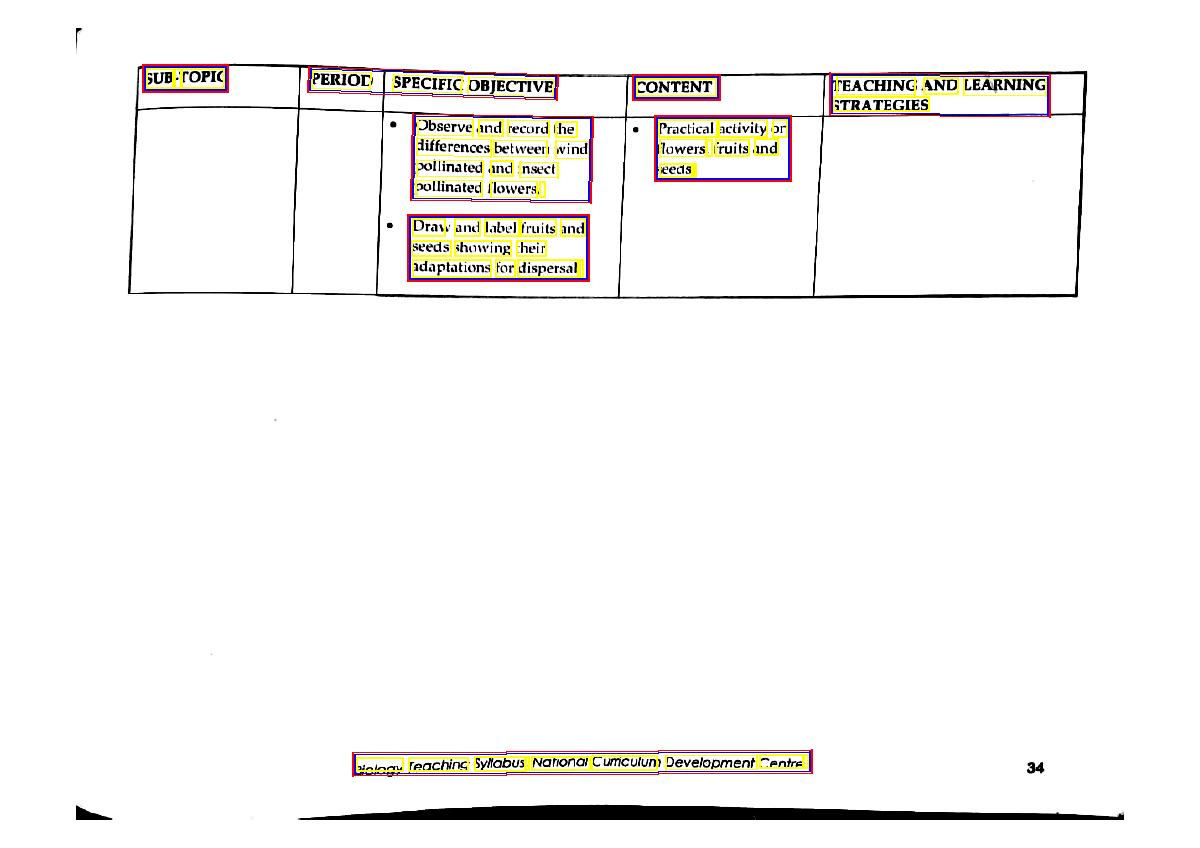 SUB-TOPIC PERIOD SPECIFIC OBJECTIVE CONTENT TEACHING AND LEARNING
STRATEGIES
• Observe and record the
differences between wind
pollinated and insect
pollinated flowers.
• Draw and label fruits and
seeds showing their
adaptations for dispersal
• Practical activity on
flowers, fruits and
seeds
Biology Teaching Syllabus National Curriculum Development Centre
34